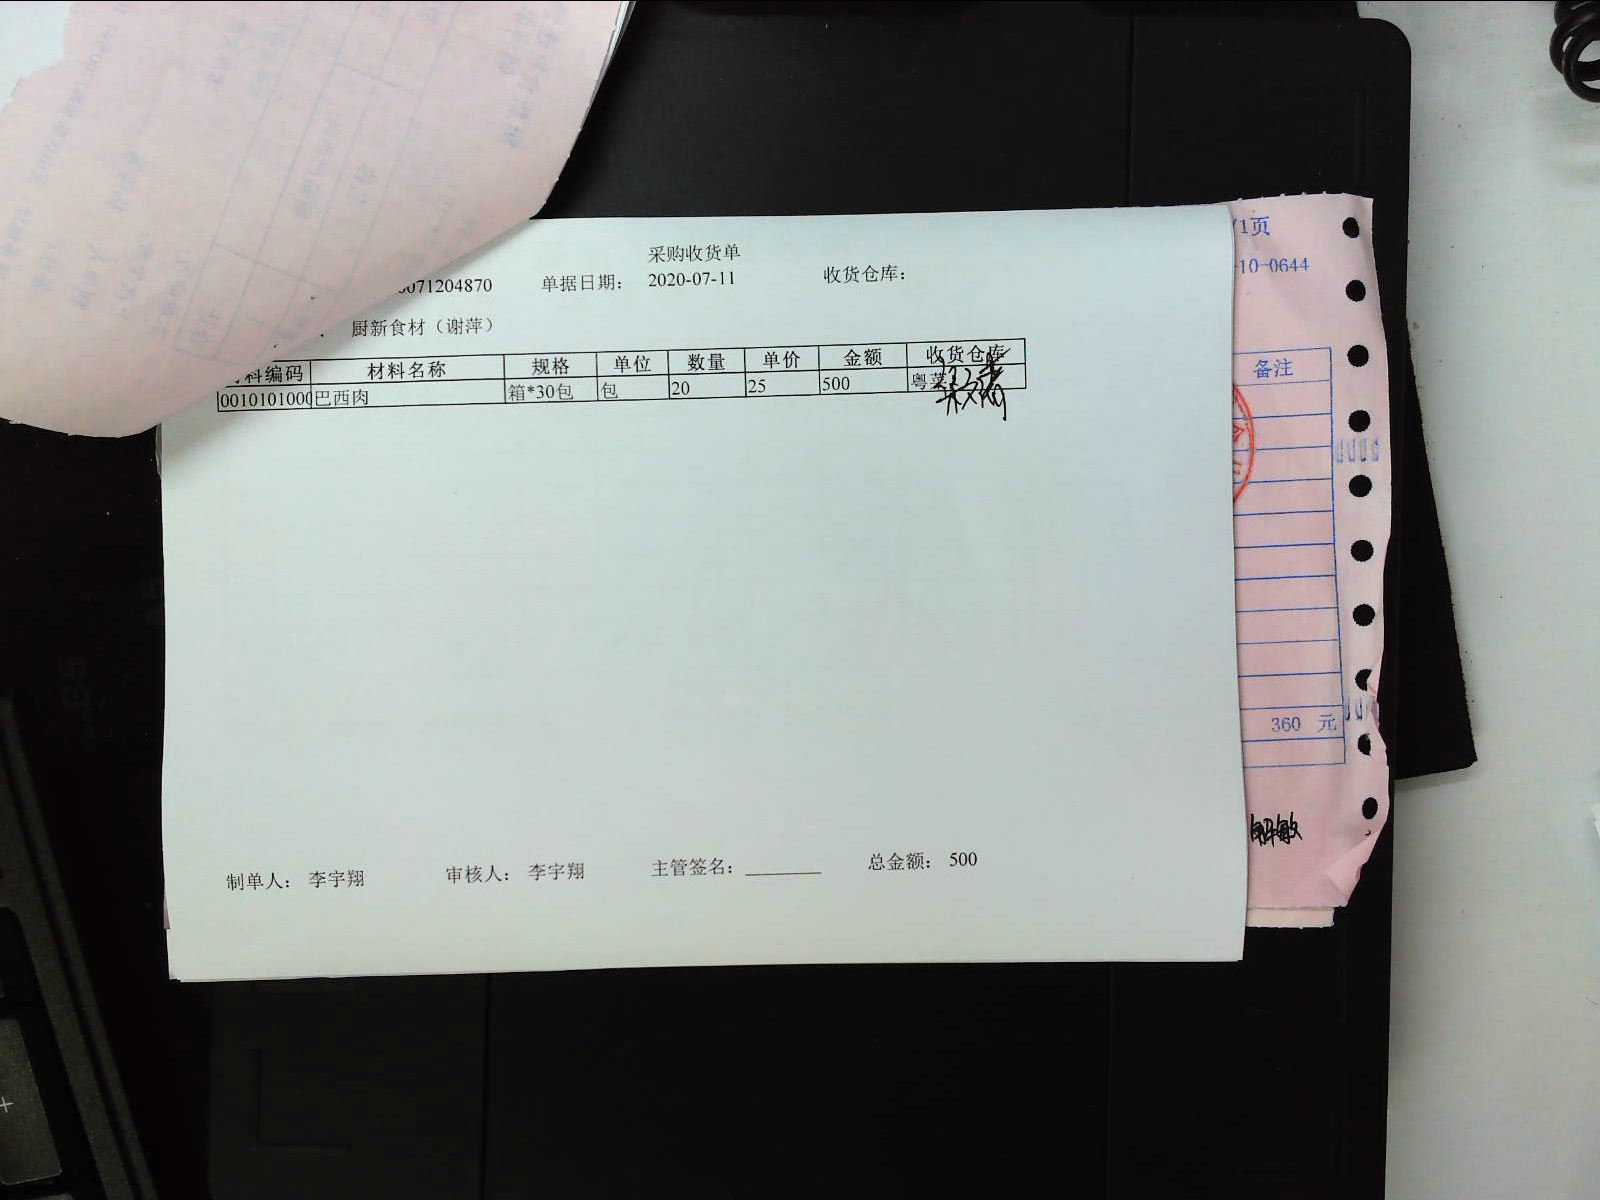 采购收货单
071204870 单据日期： 2020-07-11 收货仓库：
厨新食材（谢萍）
料编码 材料名称 规格 单位 数量 单价 金额 收货仓库
0010101000 巴西肉 箱*30包 包 20 25 500 粤菜
制单人： 李宇翔 审核人： 李宇翔 主管签名： 总金额： 500
/1页
-10-0644
备注
360 元